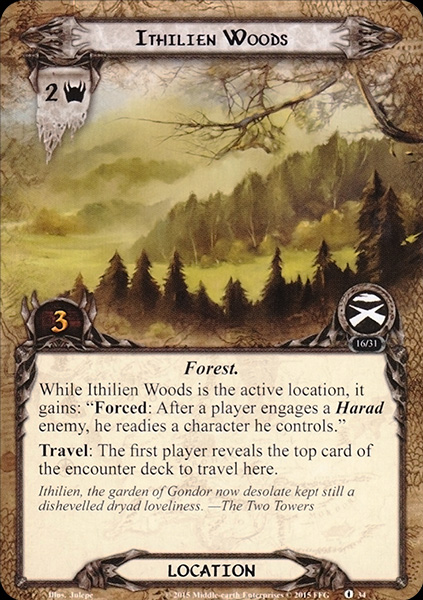 Ithilien Woods
2
3
16/31
Forest.
While Ithilien Woods is the active location, it
gains: “Forced: After a player engages a Harad
enemy, he readies a character he controls.”
Travel: The first player reveals the top card of
the encounter deck to travel here.
Ithilien, the garden of Gondor now desolate kept still a
dishevelled dryad loveliness. —The Two Towers
LOCATION
Illus. Julepe
© 2015 Middle-earth Enterprises © 2015 FFG
34